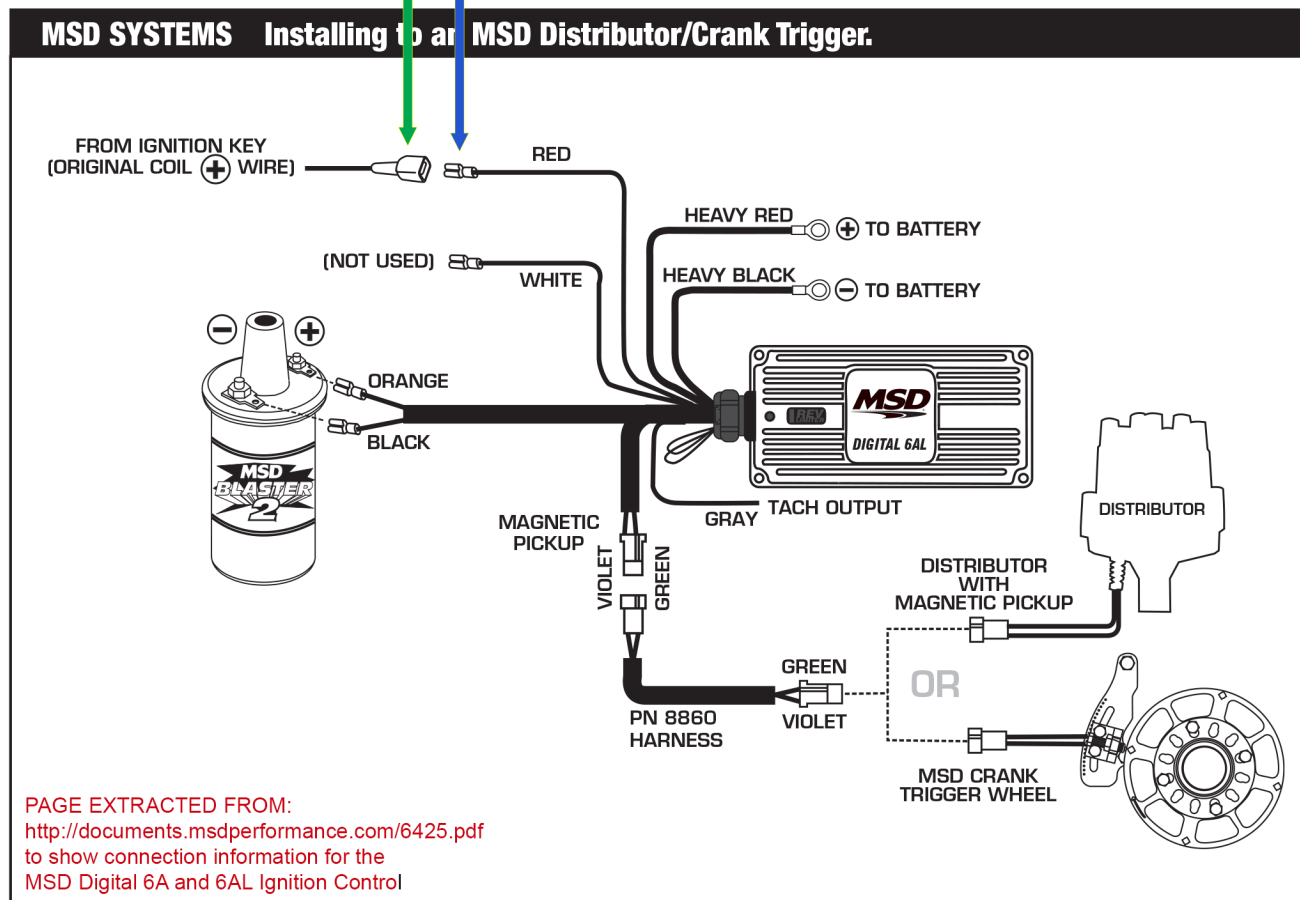 MSD SYSTEMS Installing to an MSD Distributor/Crank Trigger.
FROM IGNITION KEY
(ORIGINAL COIL + WIRE)
RED
HEAVY RED
+ TO BATTERY
(NOT USED)
WHITE
HEAVY BLACK
− TO BATTERY
− +
ORANGE
BLACK
MSD
DIGITAL 6AL
REV
MSD
BLASTER
2
GRAY
TACH OUTPUT
MAGNETIC
PICKUP
VIOLET
GREEN
DISTRIBUTOR
DISTRIBUTOR
WITH
MAGNETIC PICKUP
GREEN
VIOLET
OR
PN 8860
HARNESS
MSD CRANK
TRIGGER WHEEL
PAGE EXTRACTED FROM:
http://documents.msdperformance.com/6425.pdf
to show connection information for the
MSD Digital 6A and 6AL Ignition Control